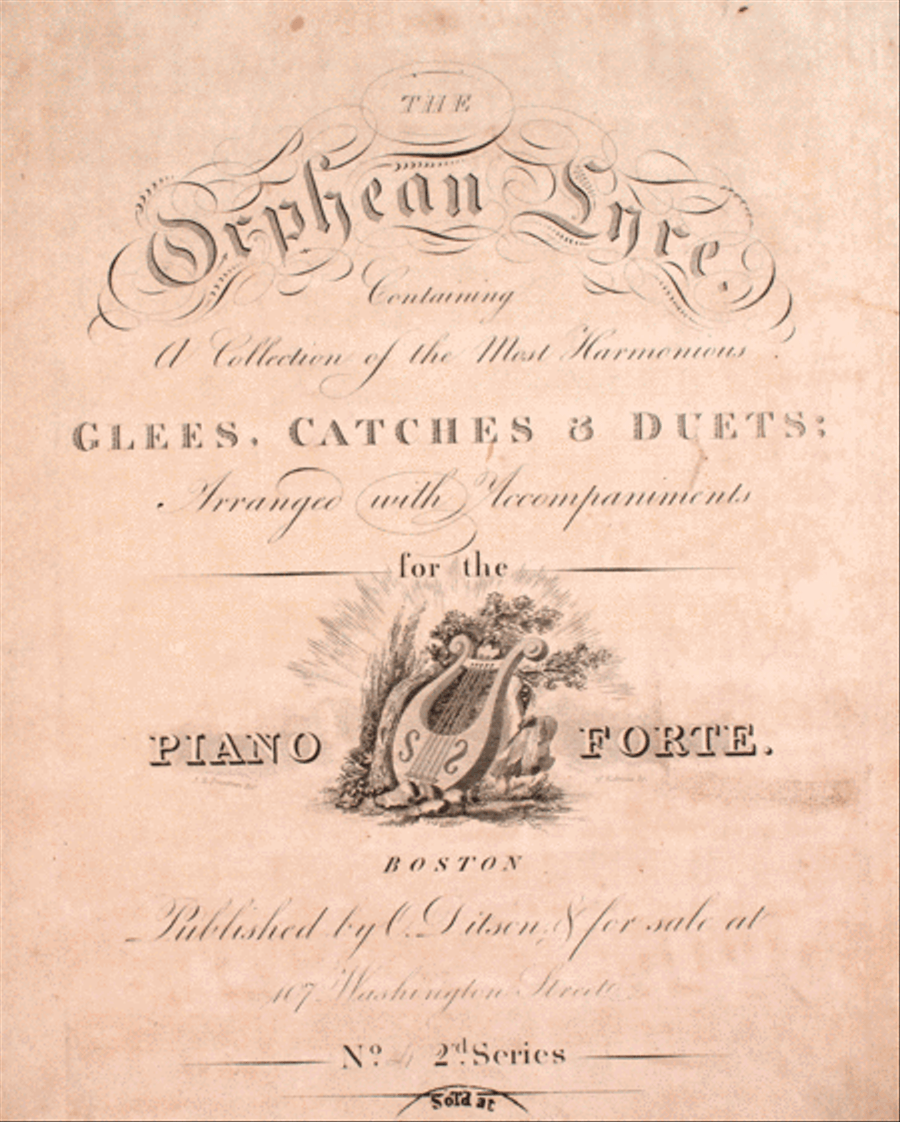 THE
Orphean Lyre
Containing
A Collection of the Most Harmonious
GLEES, CATCHES & DUETS;
Arranged with Accompaniments
for the
PIANO FORTE.
BOSTON
Published by O. Ditson, & for sale at
107 Washington Street
No. 2rd. Series
Sold at